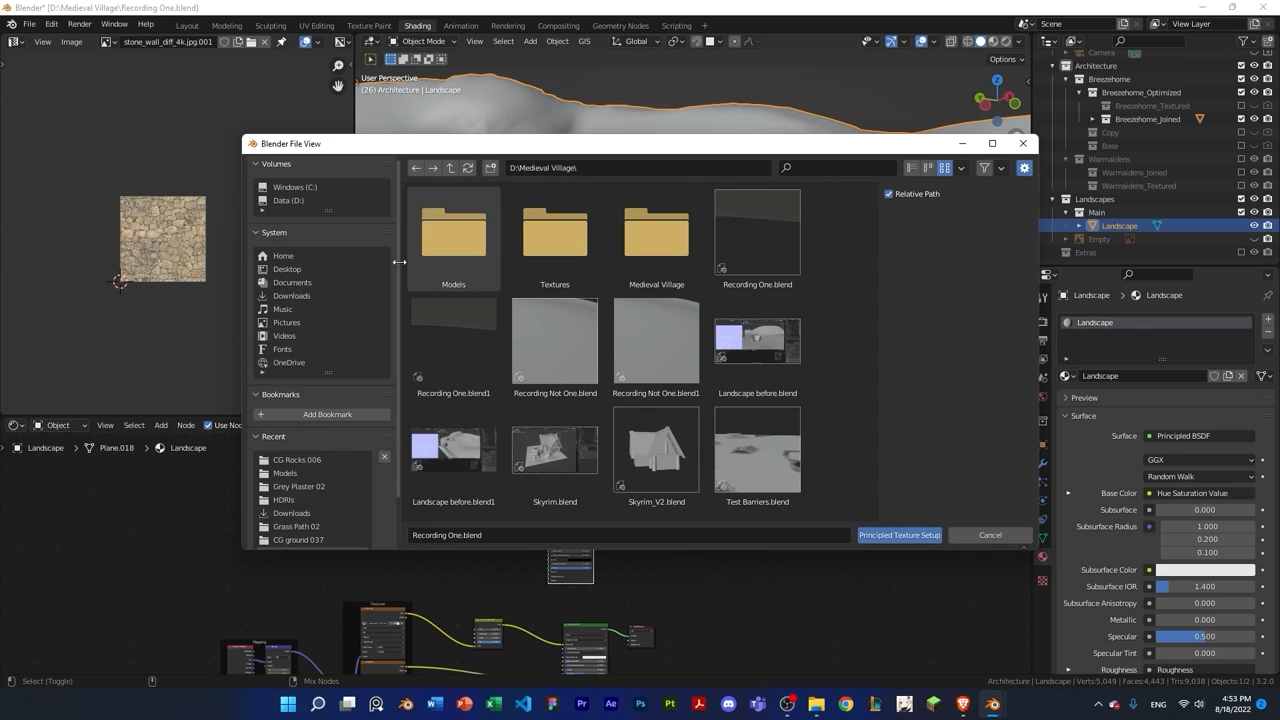 Blender* [D:\Medieval Village\Recording One.blend]
File Edit Render Window Help Layout Modeling Sculpting UV Editing Texture Paint Shading Animation Rendering Compositing Geometry Nodes Scripting Scene View Layer
View Image stone_wall_diff_4k.jpg.001 Object Mode View Select Add Object GIS Global
Options
User Perspective
(26) Architecture | Landscape
X
Z
Camera
Architecture
Breezehome
Breezehome_Optimized
Breezehome_Textured
Breezehome_Joined
Copy
Base
Warmaidens
Warmaidens_Joined
Warmaidens_Textured
Landscapes
Main
Landscape
Empty
Extras
Blender File View
Volumes
Windows (C:)
Data (D:)
System
Home
Desktop
Documents
Downloads
Music
Pictures
Videos
Fonts
OneDrive
Bookmarks
Add Bookmark
Recent
CG Rocks 006
Models
Grey Plaster 02
HDRIs
Downloads
Grass Path 02
CG ground 037
D:\Medieval Village\
Relative Path
Models Textures Medieval Village Recording One.blend
Recording One.blend1 Recording Not One.blend Recording Not One.blend1 Landscape before.blend
Landscape before.blend1 Skyrim.blend Skyrim_V2.blend Test Barriers.blend
Recording One.blend Principled Texture Setup Cancel
Object View Select Add Node Use Nod
Landscape Plane.018 Landscape
Textures
Mapping
Landscape Landscape
Landscape
Landscape
Preview
Surface
Surface Principled BSDF
GGX
Random Walk
Base Color Hue Saturation Value
Subsurface 0.000
Subsurface Radius 1.000
0.200
0.100
Subsurface Color
Subsurface IOR 1.400
Subsurface Anisotropy 0.000
Metallic 0.000
Specular 0.500
Specular Tint 0.000
Roughness Roughness
Select (Toggle) Mix Nodes Architecture | Landscape | Verts:5,049 | Faces:4,443 | Tris:9,038 | Objects:1/2 | 3.2.0
ENG 4:53 PM
8/18/2022